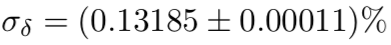 σ_δ = (0.13185 ± 0.00011)%